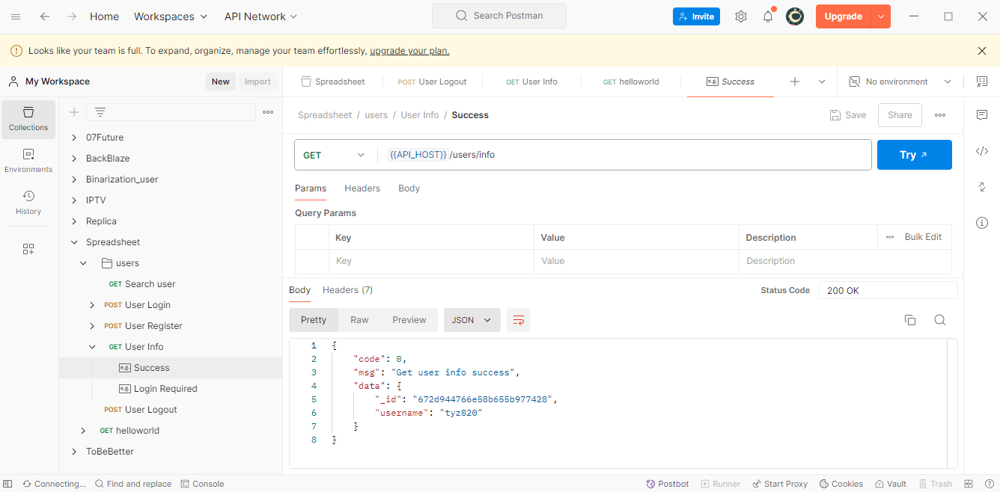 Home Workspaces API Network Search Postman Invite Upgrade
Looks like your team is full. To expand, organize, manage your team effortlessly, upgrade your plan.
My Workspace New Import
Spreadsheet POST User Logout GET User Info GET helloworld e.g. Success No environment
Collections
Environments
History
07Future
BackBlaze
Binarization_user
IPTV
Replica
Spreadsheet
users
GET Search user
POST User Login
POST User Register
GET User Info
e.g. Success
e.g. Login Required
POST User Logout
GET helloworld
ToBeBetter
Spreadsheet / users / User Info / Success Save Share
GET {{API_HOST}} /users/info Try
Params Headers Body
Query Params
Key Value Description Bulk Edit
Key Value Description
Body Headers (7) Status Code 200 OK
Pretty Raw Preview JSON
1 {
2 "code": 0,
3 "msg": "Get user info success",
4 "data": {
5 "_id": "672d944766e58b655b977428",
6 "username": "tyz020"
7 }
8 }
Connecting... Find and replace Console Postbot Runner Start Proxy Cookies Vault Trash